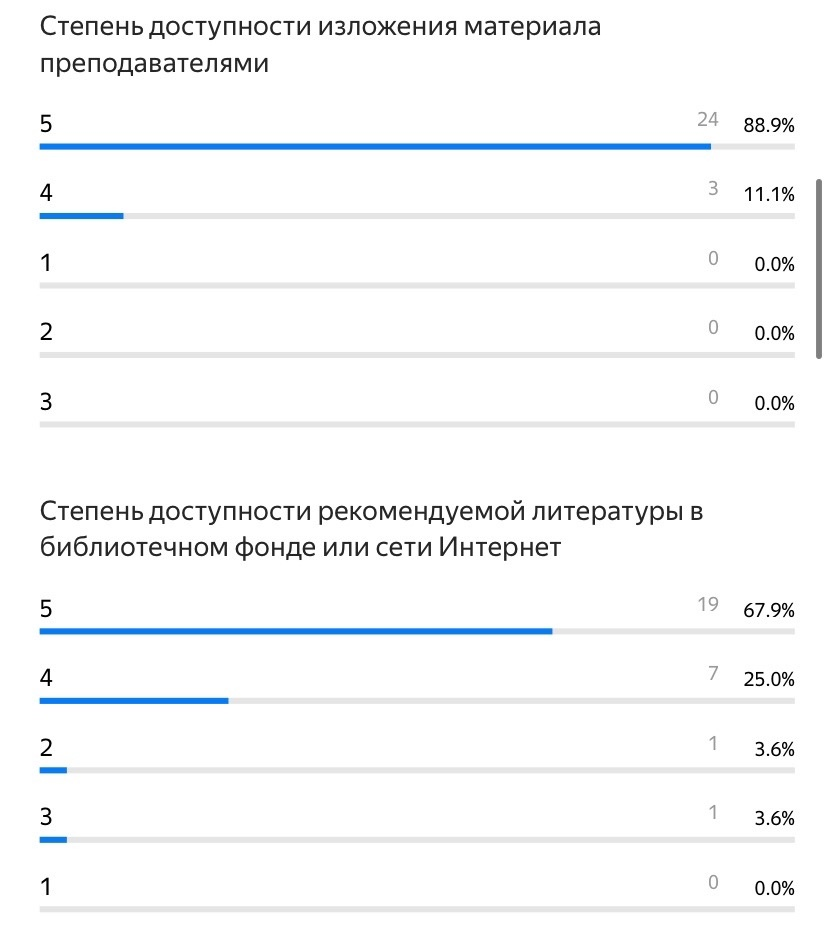 Степень доступности изложения материала
преподавателями
5 24 88.9%
4 3 11.1%
1 0 0.0%
2 0 0.0%
3 0 0.0%
Степень доступности рекомендуемой литературы в
библиотечном фонде или сети Интернет
5 19 67.9%
4 7 25.0%
2 1 3.6%
3 1 3.6%
1 0 0.0%